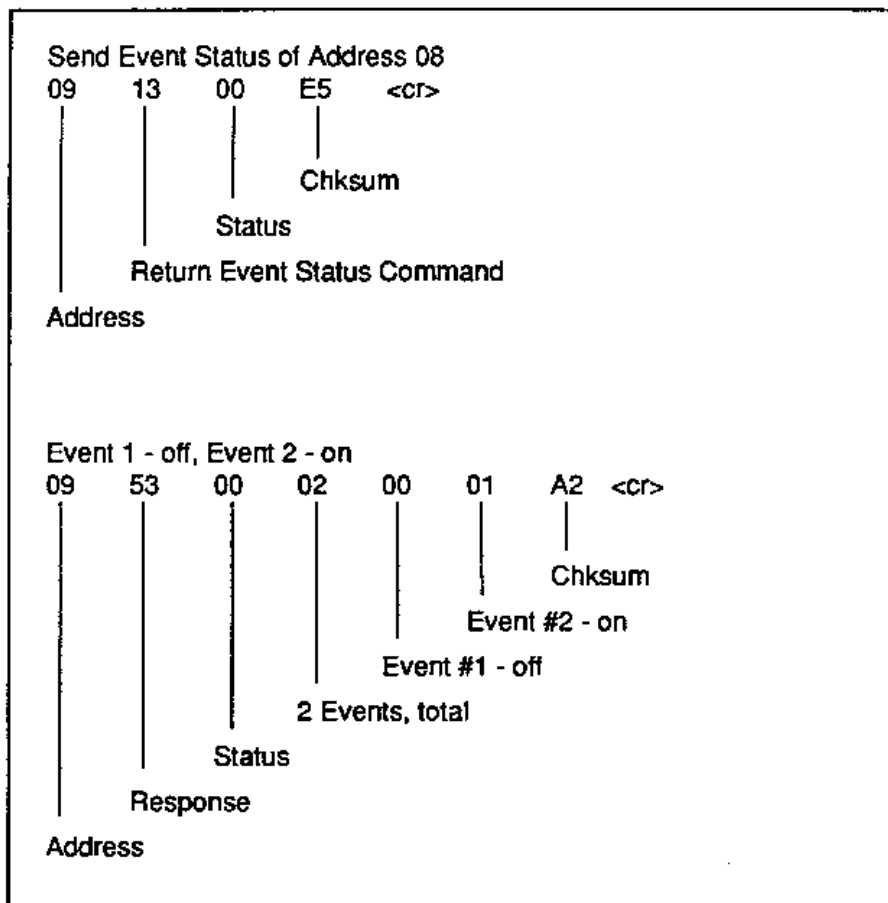 Send Event Status of Address 08
09 13 00 E5 <cr>
Chksum
Status
Return Event Status Command
Address
Event 1 - off, Event 2 - on
09 53 00 02 00 01 A2 <cr>
Chksum
Event #2 - on
Event #1 - off
2 Events, total
Status
Response
Address